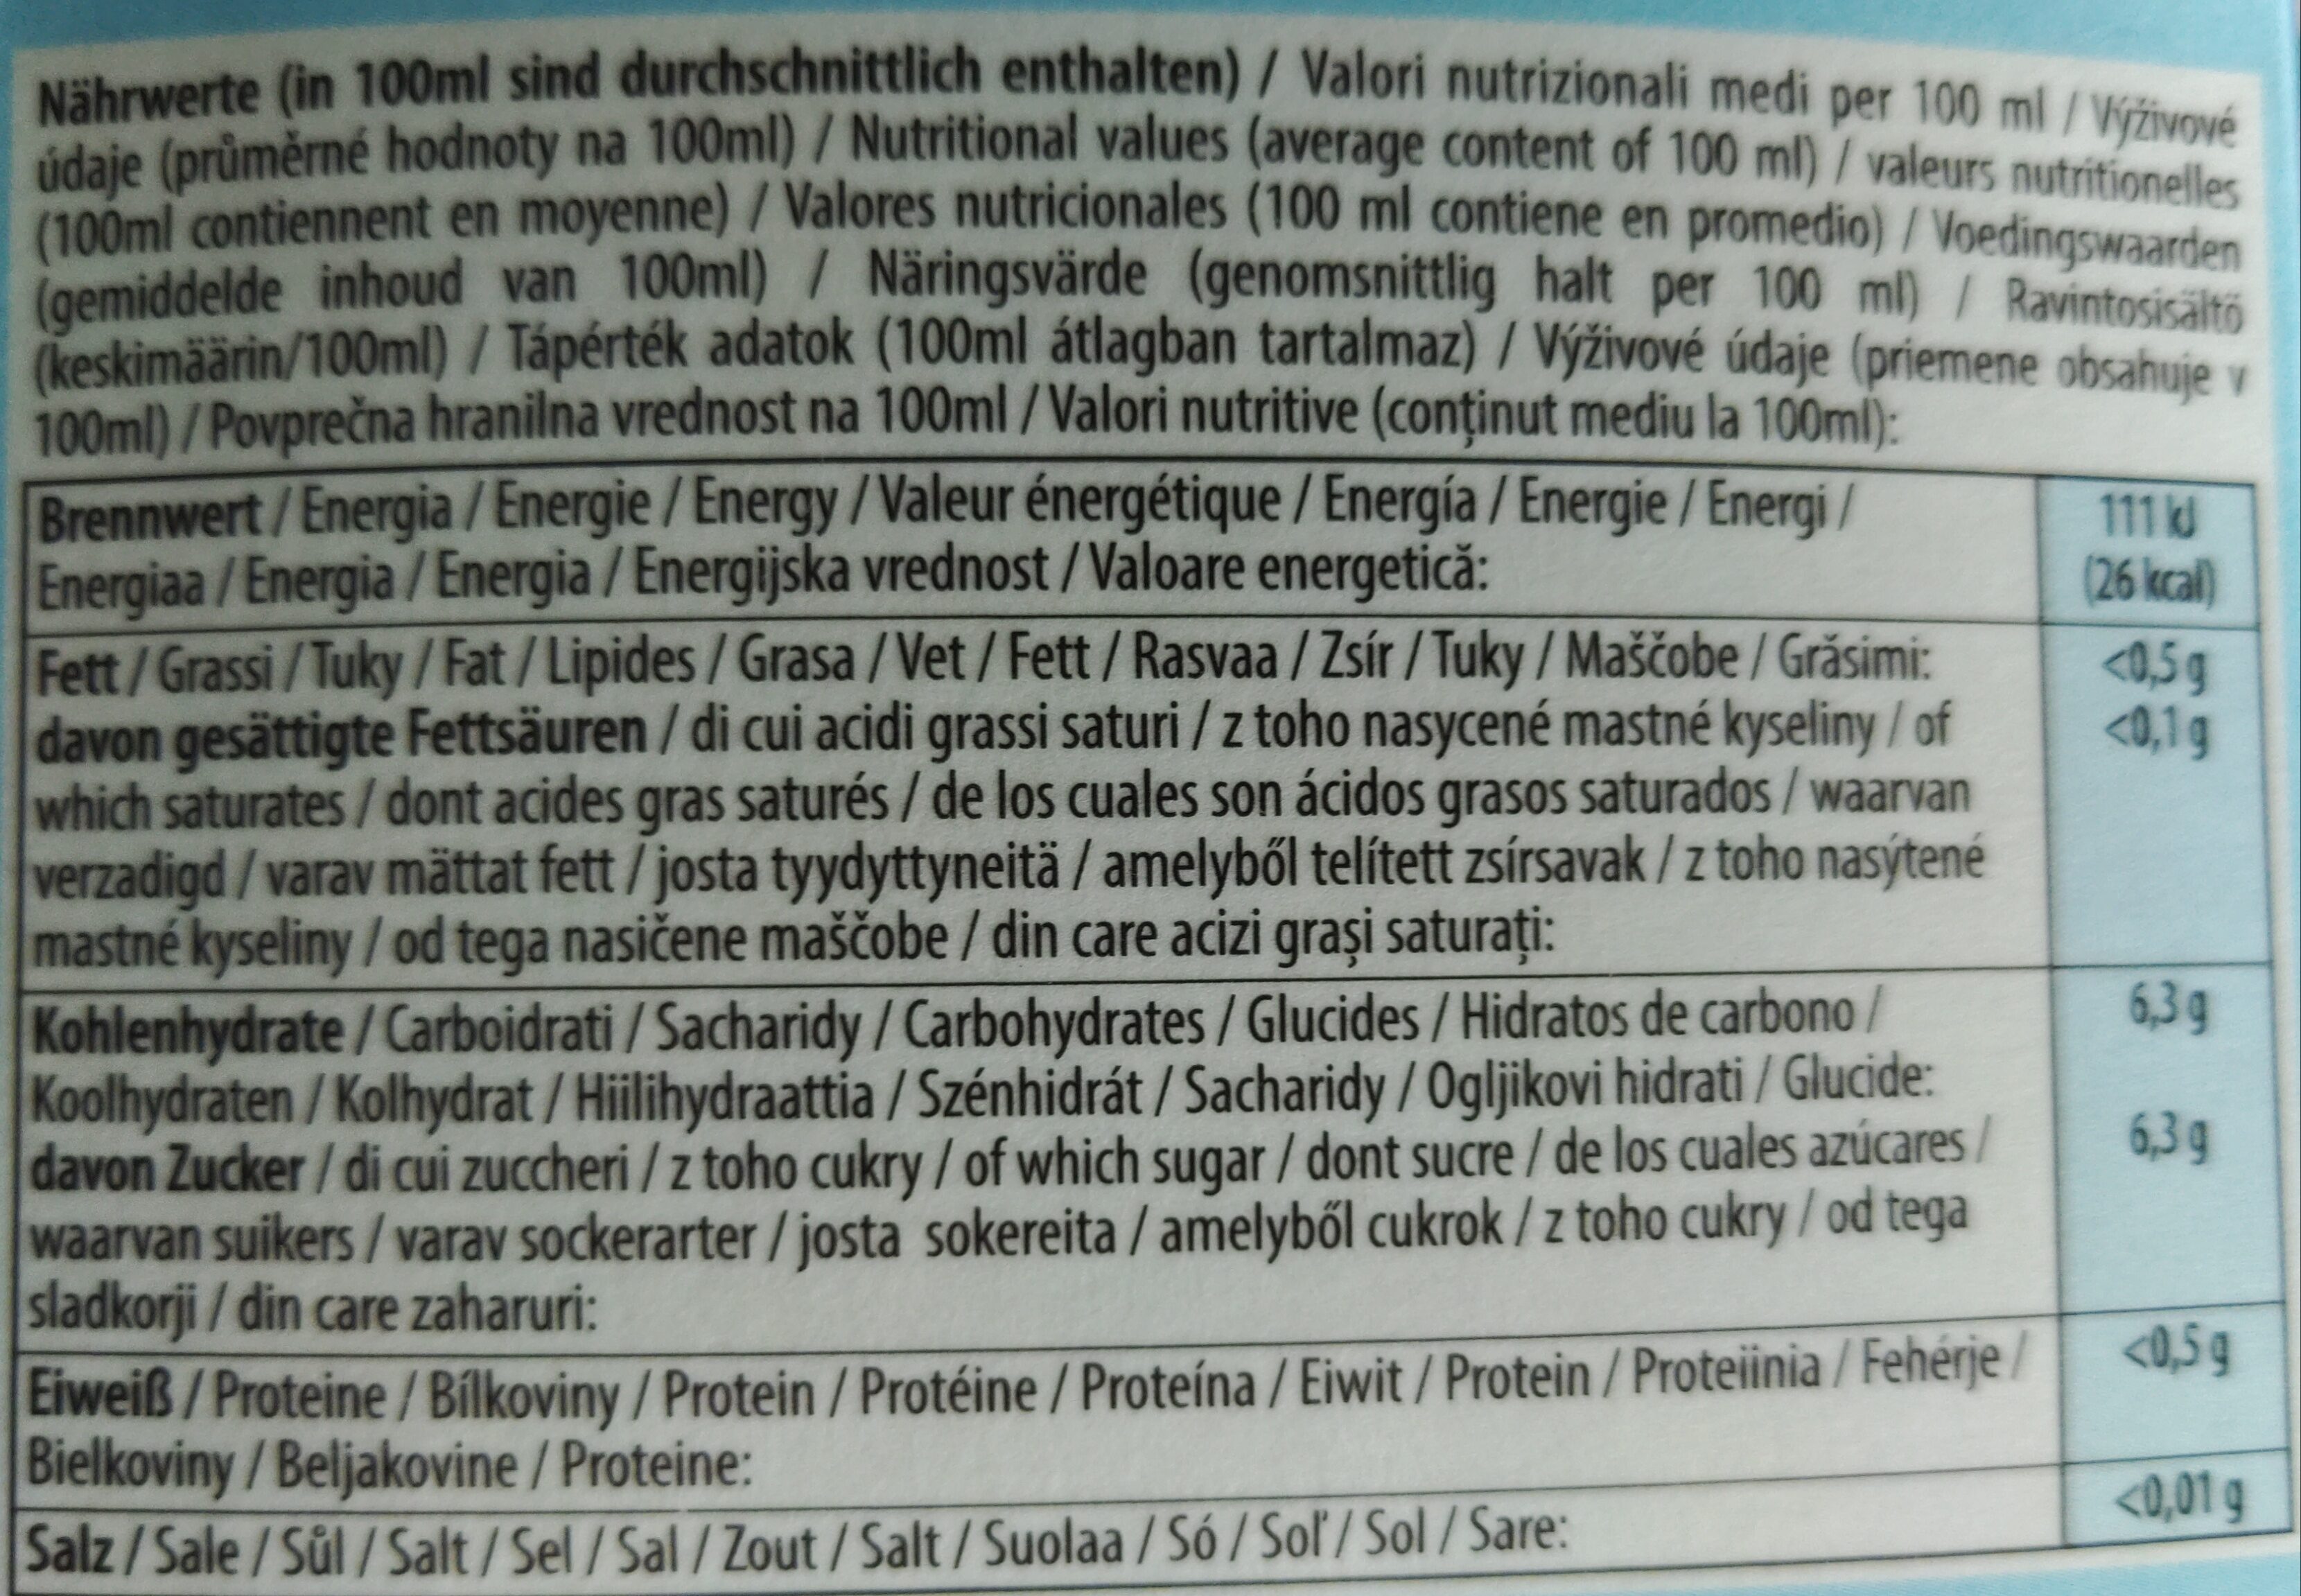 Nährwerte (in 100ml sind durchschnittlich enthalten) / Valori nutrizionali medi per 100 ml / Výživové
údaje (průměrné hodnoty na 100ml) / Nutritional values (average content of 100 ml) / valeurs nutritionelles
(100ml contiennent en moyenne) / Valores nutricionales (100 ml contiene en promedio) / Voedingswaarden
(gemiddelde inhoud van 100ml) / Näringsvärde (genomsnittlig halt per 100 ml) / Ravintosisältö
(keskimäärin/100ml) / Tápérték adatok (100ml átlagban tartalmaz) / Výživové údaje (priemene obsahuje v
100ml) / Povprečna hranilna vrednost na 100ml / Valori nutritive (conținut mediu la 100ml):
Brennwert / Energia / Energie / Energy / Valeur énergétique / Energía / Energie / Energi / 111 kJ
Energiaa / Energia / Energia / Energijska vrednost / Valoare energetică: (26 kcal)
Fett / Grassi / Tuky / Fat / Lipides / Grasa / Vet / Fett / Rasvaa / Zsír / Tuky / Maščobe / Grăsimi: <0,5 g
davon gesättigte Fettsäuren / di cui acidi grassi saturi / z toho nasycené mastné kyseliny / of <0,1 g
which saturates / dont acides gras saturés / de los cuales son ácidos grasos saturados / waarvan
verzadigd / varav mättat fett / josta tyydyttyneitä / amelyből telített zsírsavak / z toho nasýtené
mastné kyseliny / od tega nasičene maščobe / din care acizi grași saturați:
Kohlenhydrate / Carboidrati / Sacharidy / Carbohydrates / Glucides / Hidratos de carbono / 6,3 g
Koolhydraten / Kolhydrat / Hiilihydraattia / Szénhidrát / Sacharidy / Ogljikovi hidrati / Glucide:
davon Zucker / di cui zuccheri / z toho cukry / of which sugar / dont sucre / de los cuales azúcares / 6,3 g
waarvan suikers / varav sockerarter / josta sokereita / amelyből cukrok / z toho cukry / od tega
sladkorji / din care zaharuri:
Eiweiß / Proteine / Bílkoviny / Protein / Protéine / Proteína / Eiwit / Protein / Proteiinia / Fehérje / <0,5 g
Bielkoviny / Beljakovine / Proteine:
Salz / Sale / Sůl / Salt / Sel / Sal / Zout / Salt / Suolaa / Só / Soľ / Sol / Sare: <0,01 g